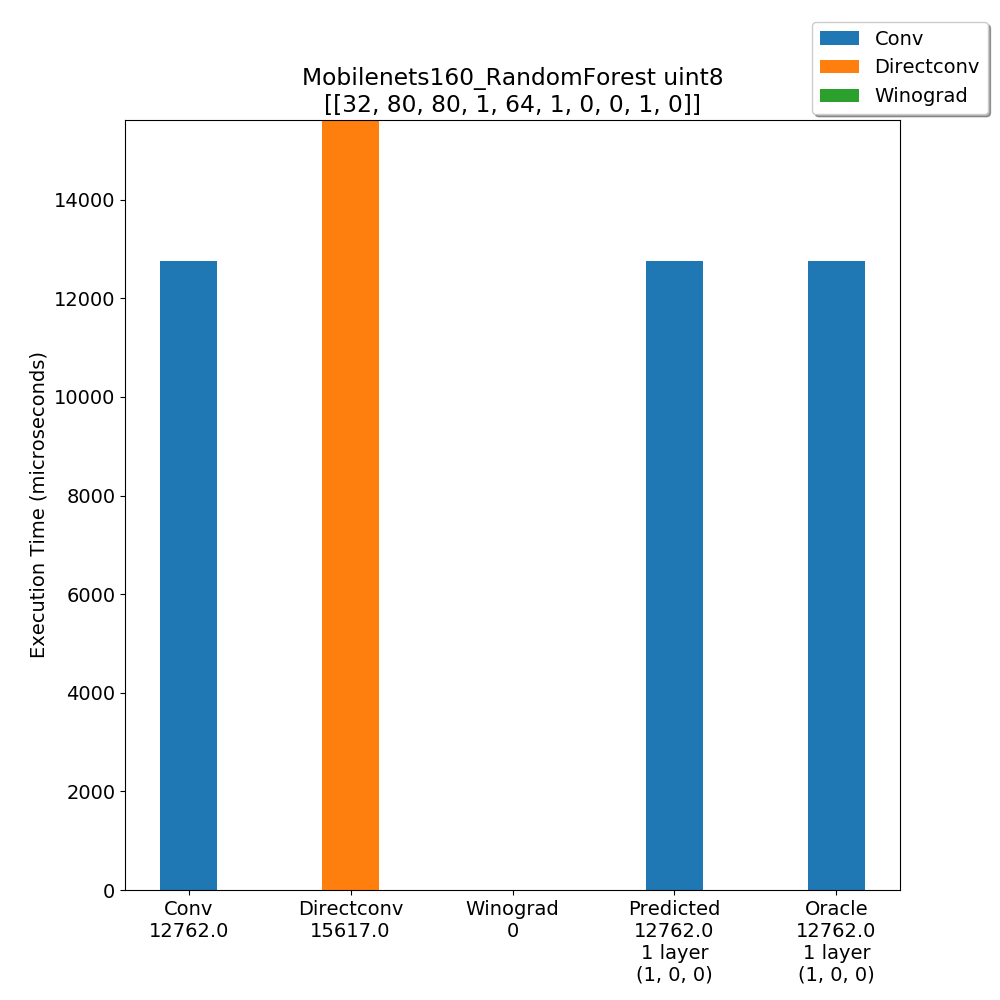 Conv
Directconv
Winograd
Mobilenets160_RandomForest uint8
[[32, 80, 80, 1, 64, 1, 0, 0, 1, 0]]
Execution Time (microseconds)
14000
12000
10000
8000
6000
4000
2000
0
Conv
12762.0
Directconv
15617.0
Winograd
0
Predicted
12762.0
1 layer
(1, 0, 0)
Oracle
12762.0
1 layer
(1, 0, 0)